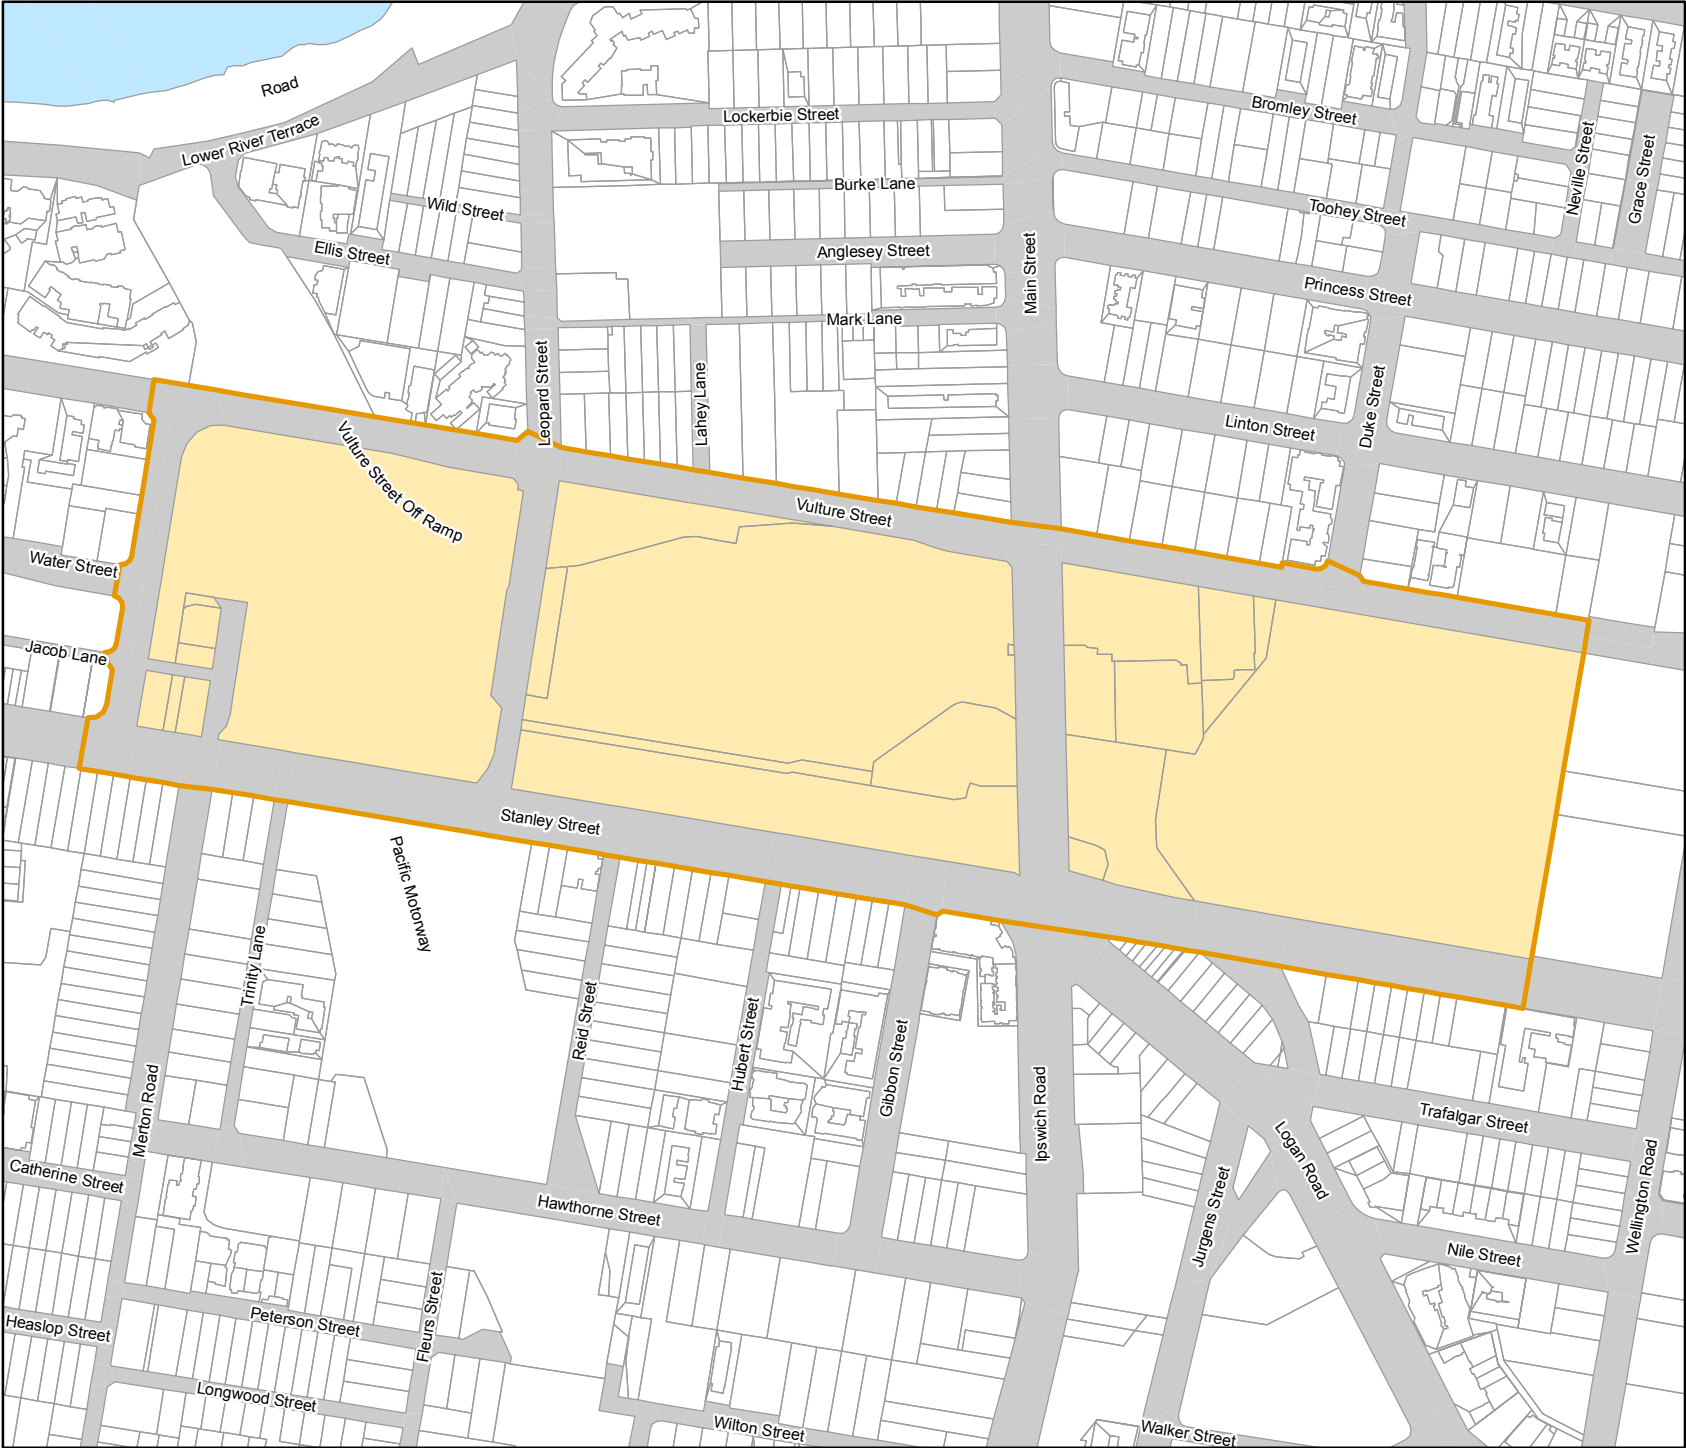 Road
Lower River Terrace
Lockerbie Street
Bromley Street
Neville Street
Grace Street
Burke Lane
Wild Street
Toohey Street
Ellis Street
Anglesey Street
Main Street
Princess Street
Mark Lane
Leopard Street
Lahey Lane
Duke Street
Linton Street
Vulture Street Off Ramp
Vulture Street
Water Street
Jacob Lane
Stanley Street
Pacific Motorway
Trinity Lane
Reid Street
Hubert Street
Gibbon Street
Merton Road
Ipswich Road
Trafalgar Street
Logan Road
Catherine Street
Hawthorne Street
Jurgens Street
Wellington Road
Nile Street
Heaslop Street
Peterson Street
Fleurs Street
Longwood Street
Wilton Street
Walker Street